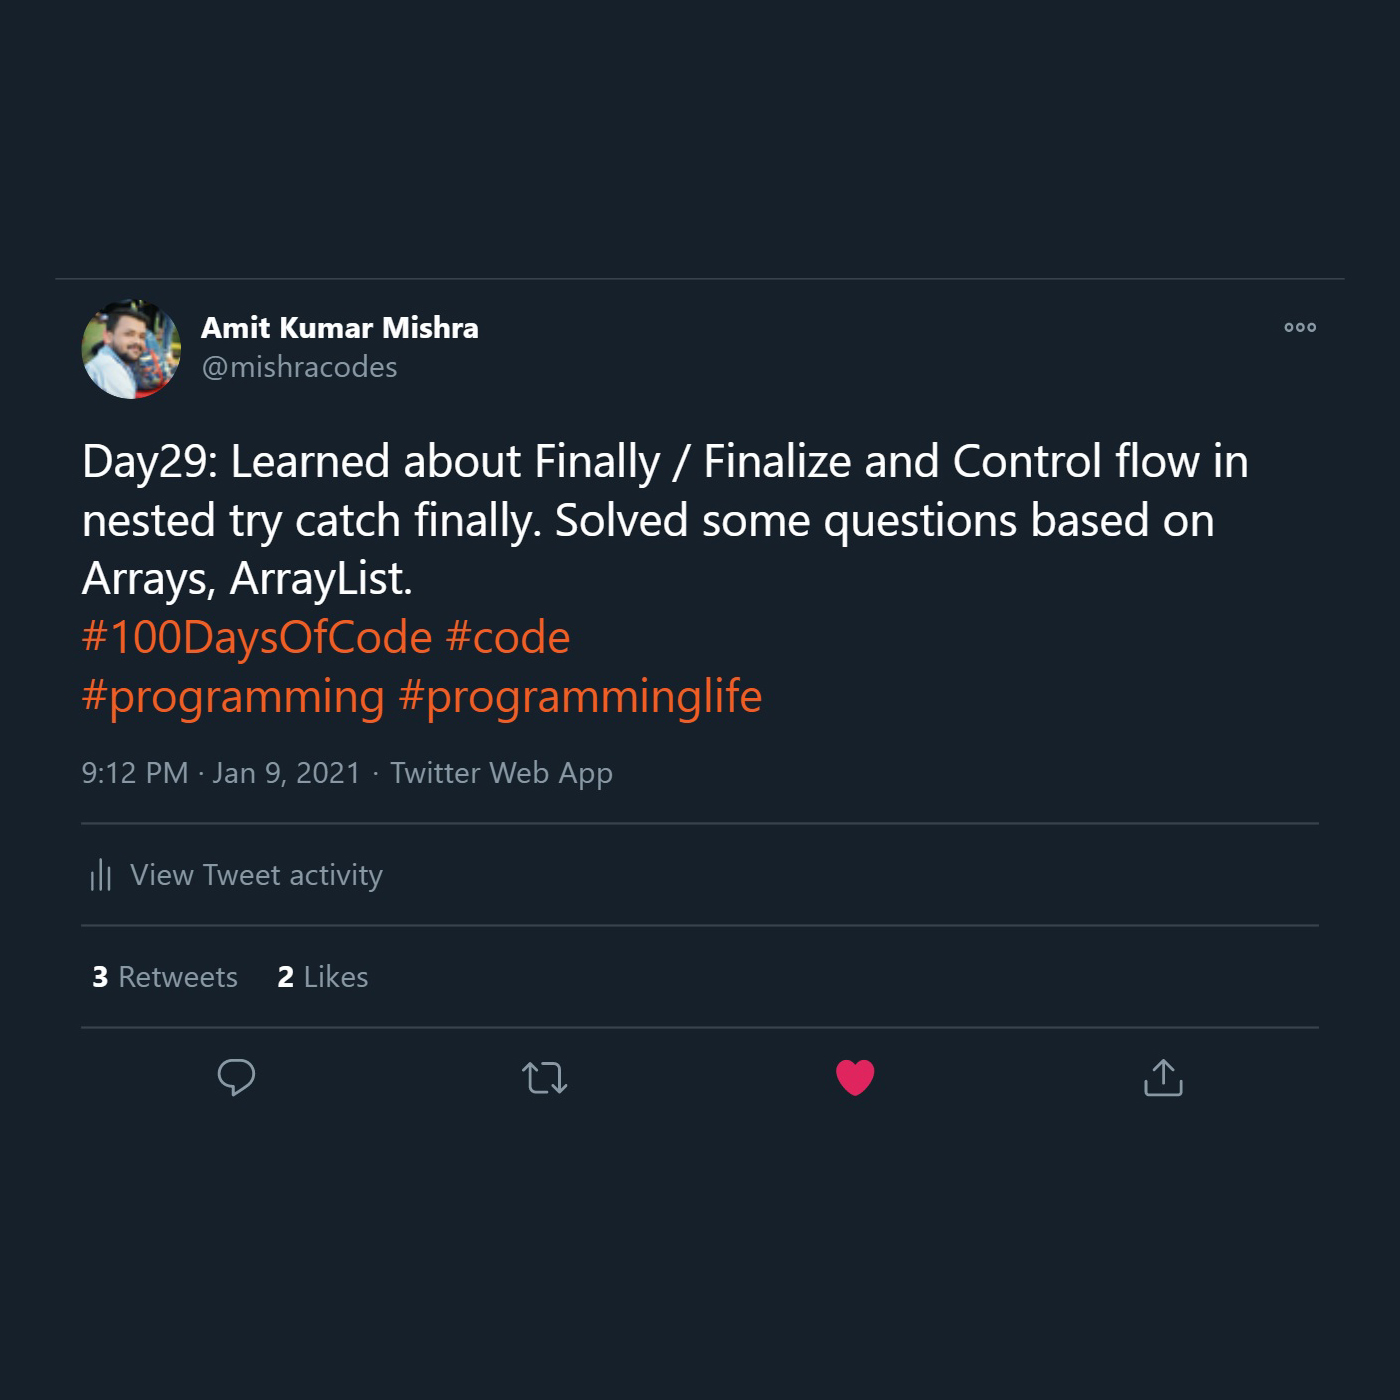 Amit Kumar Mishra
@mishracodes
Day29: Learned about Finally / Finalize and Control flow in
nested try catch finally. Solved some questions based on
Arrays, ArrayList.
#100DaysOfCode #code
#programming #programminglife
9:12 PM · Jan 9, 2021 · Twitter Web App
View Tweet activity
3 Retweets 2 Likes